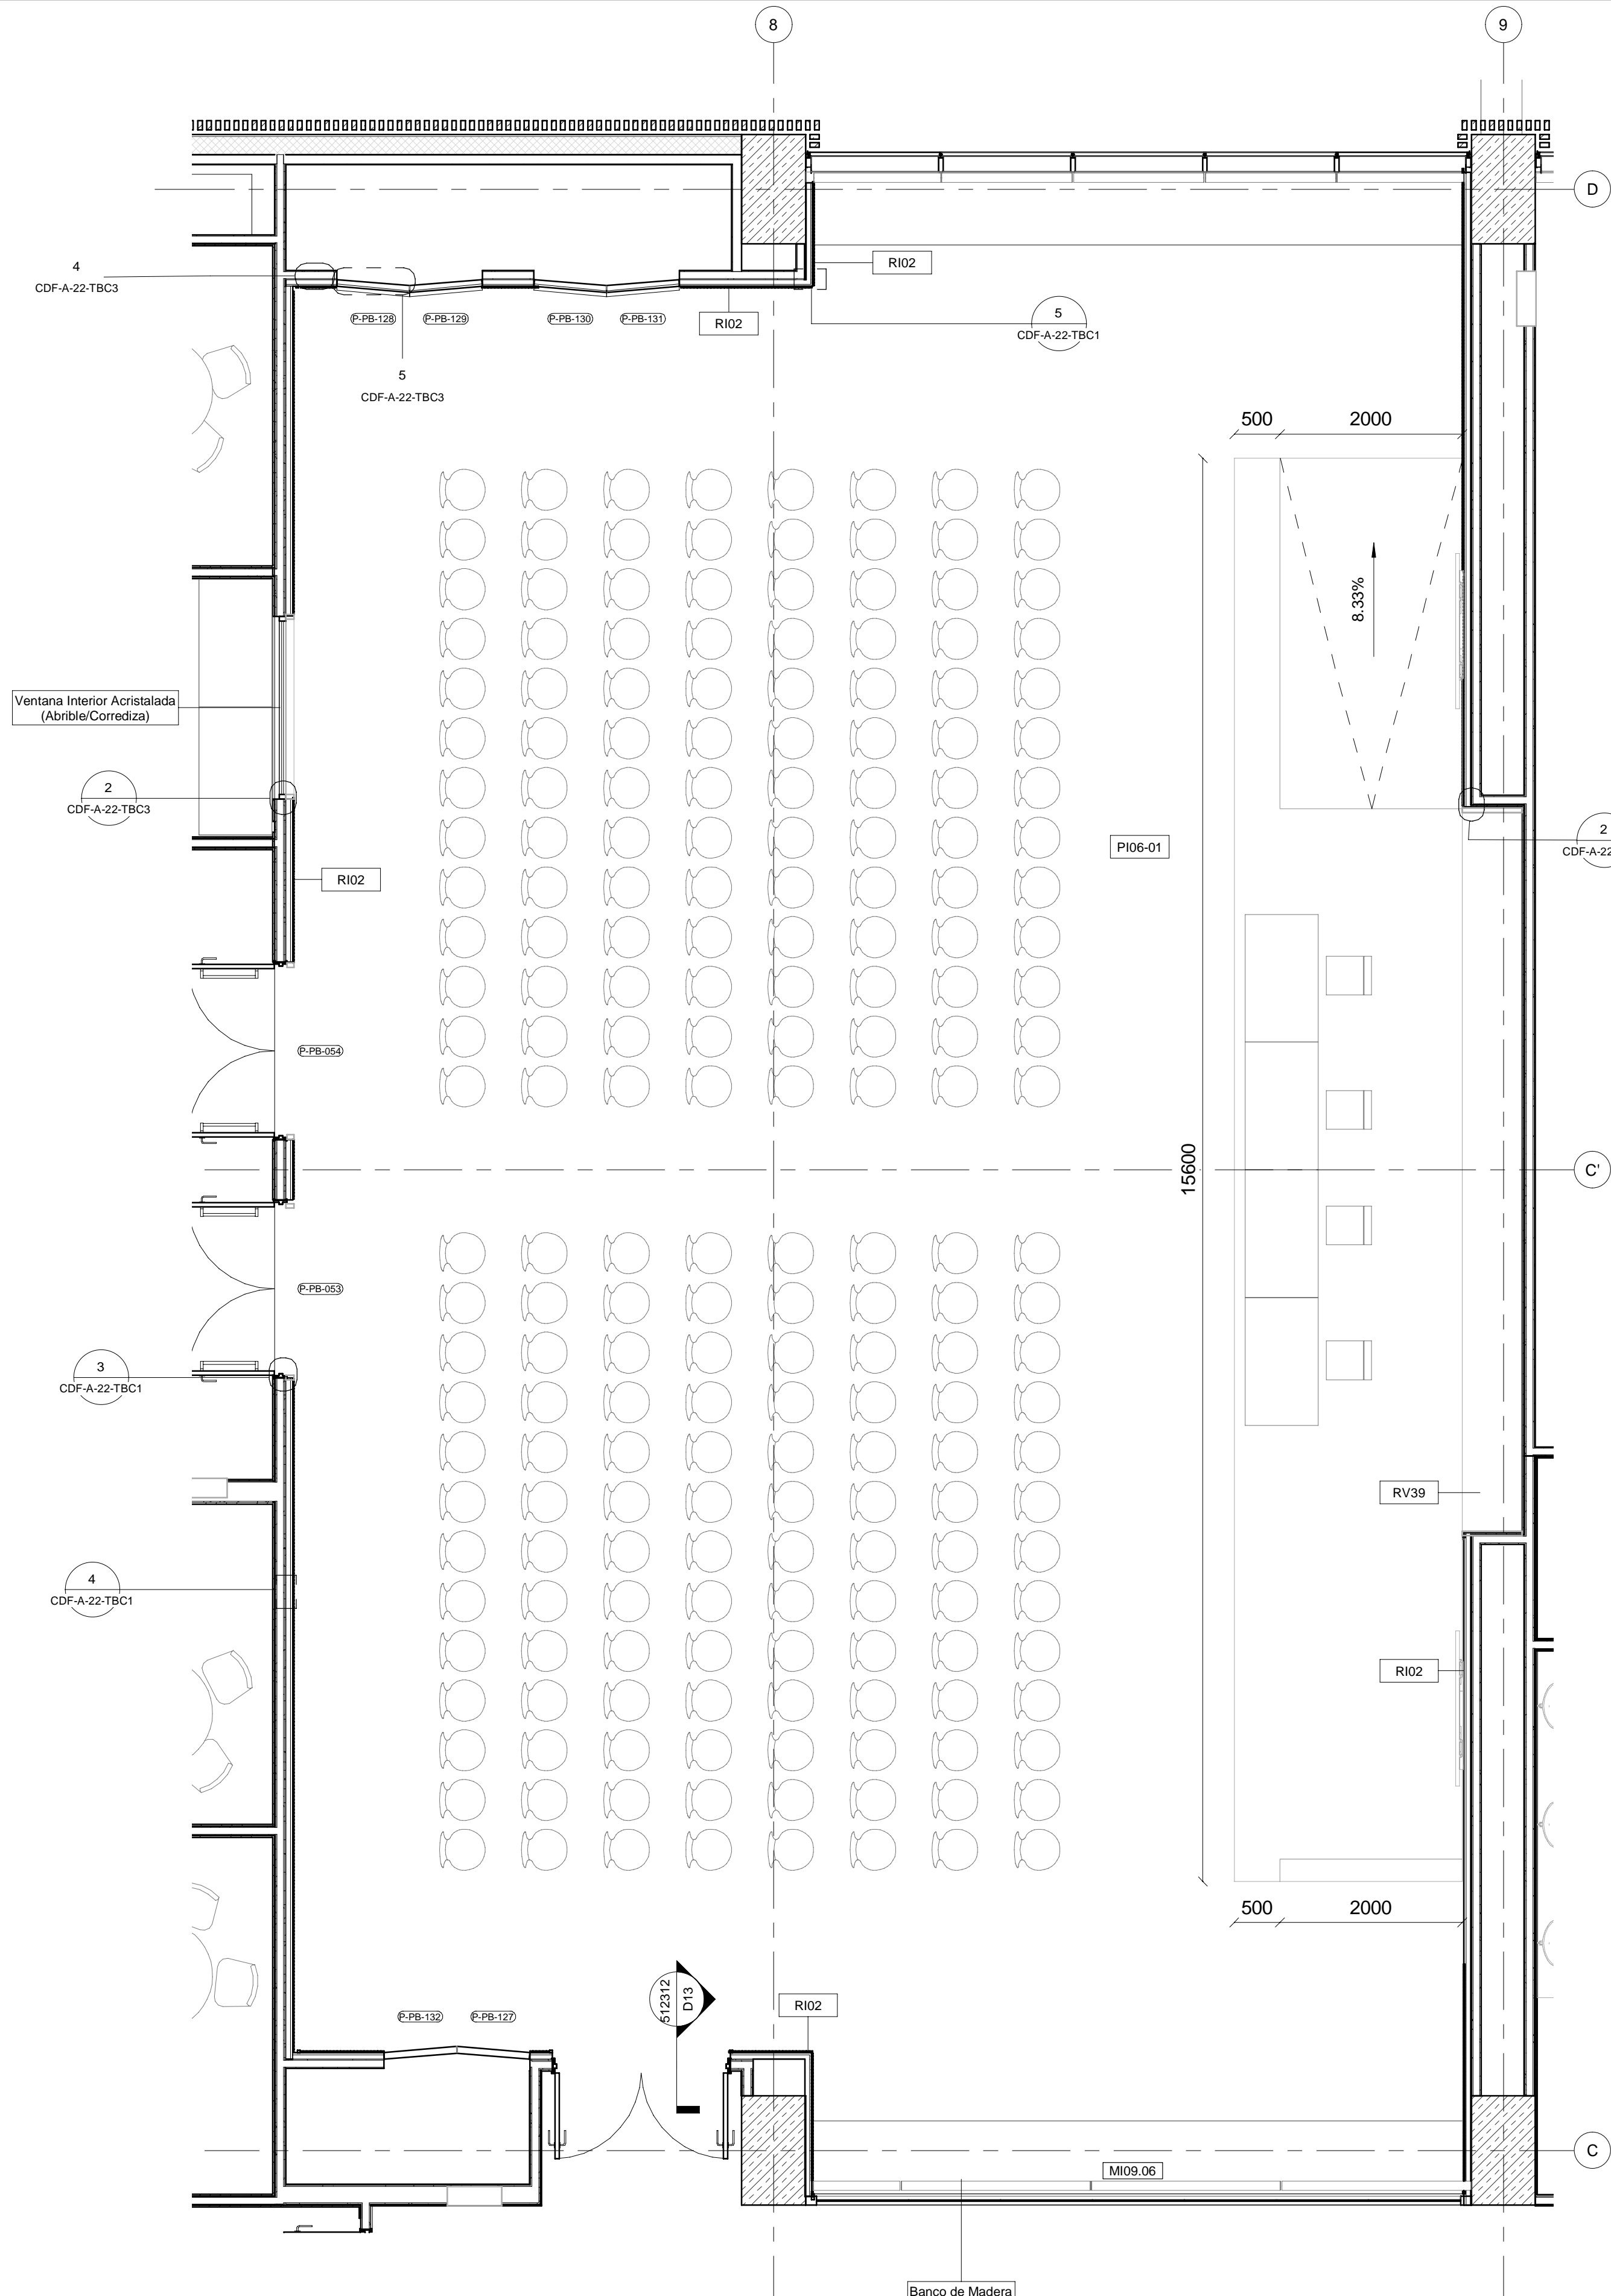 8
9
D
4
CDF-A-22-TBC3
RI02
P-PB-128
P-PB-129
P-PB-130
P-PB-131
RI02
5
CDF-A-22-TBC1
5
CDF-A-22-TBC3
500
2000
8.33%
Ventana Interior Acristalada
(Abrible/Corrediza)
2
CDF-A-22-TBC3
PI06-01
2
CDF-A-22
RI02
P-PB-054
15600
C'
P-PB-053
3
CDF-A-22-TBC1
RV39
4
CDF-A-22-TBC1
RI02
500
2000
512312
D13
RI02
P-PB-132
P-PB-127
C
MI09.06
Banco de Madera